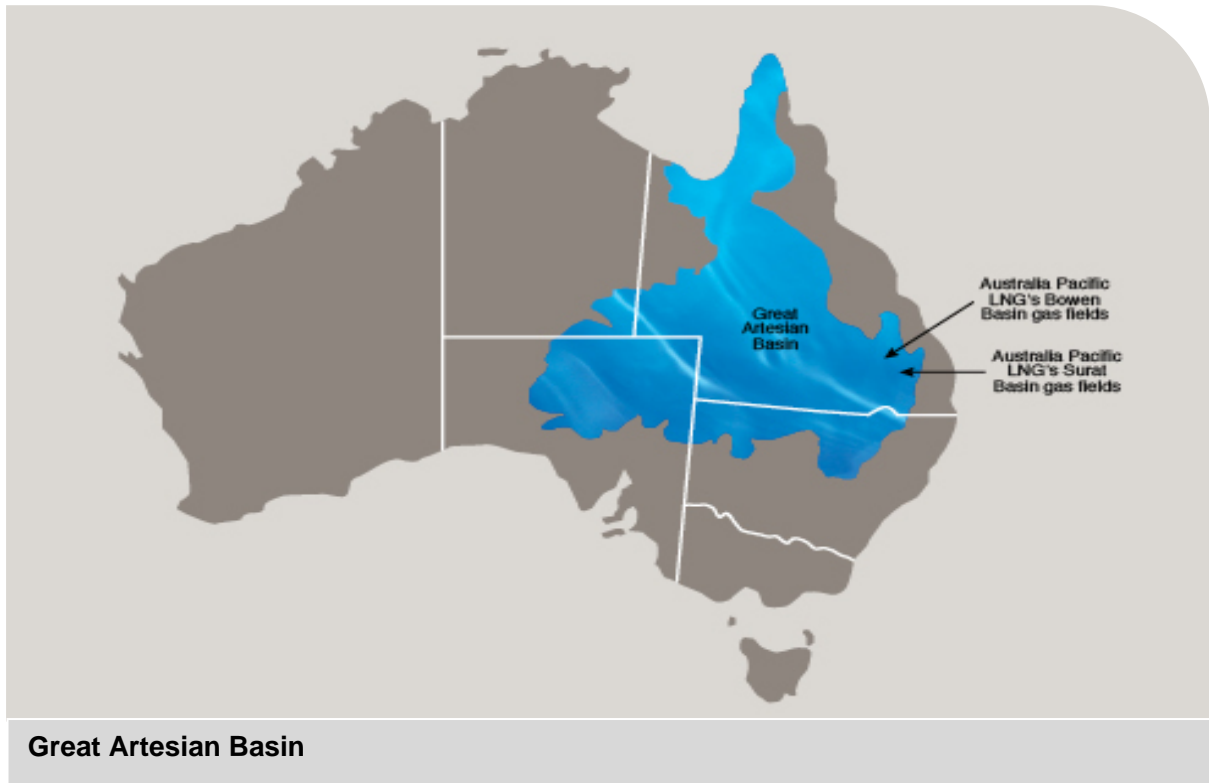 Australia Pacific
LNG's Bowen
Basin gas fields
Great
Artesian
Basin
Australia Pacific
LNG's Surat
Basin gas fields
Great Artesian Basin